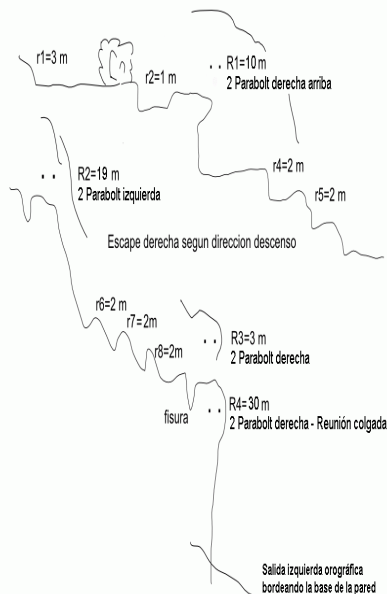 r1=3 m
r2=1 m
R1=10 m
2 Parabolt derecha arriba
r4=2 m
r5=2 m
R2=19 m
2 Parabolt izquierda
Escape derecha segun direccion descenso
r6=2 m
r7=2m
r8=2m
R3=3 m
2 Parabolt derecha
R4=30 m
2 Parabolt derecha - Reunión colgada
fisura
Salida izquierda orográfica
bordeando la base de la pared